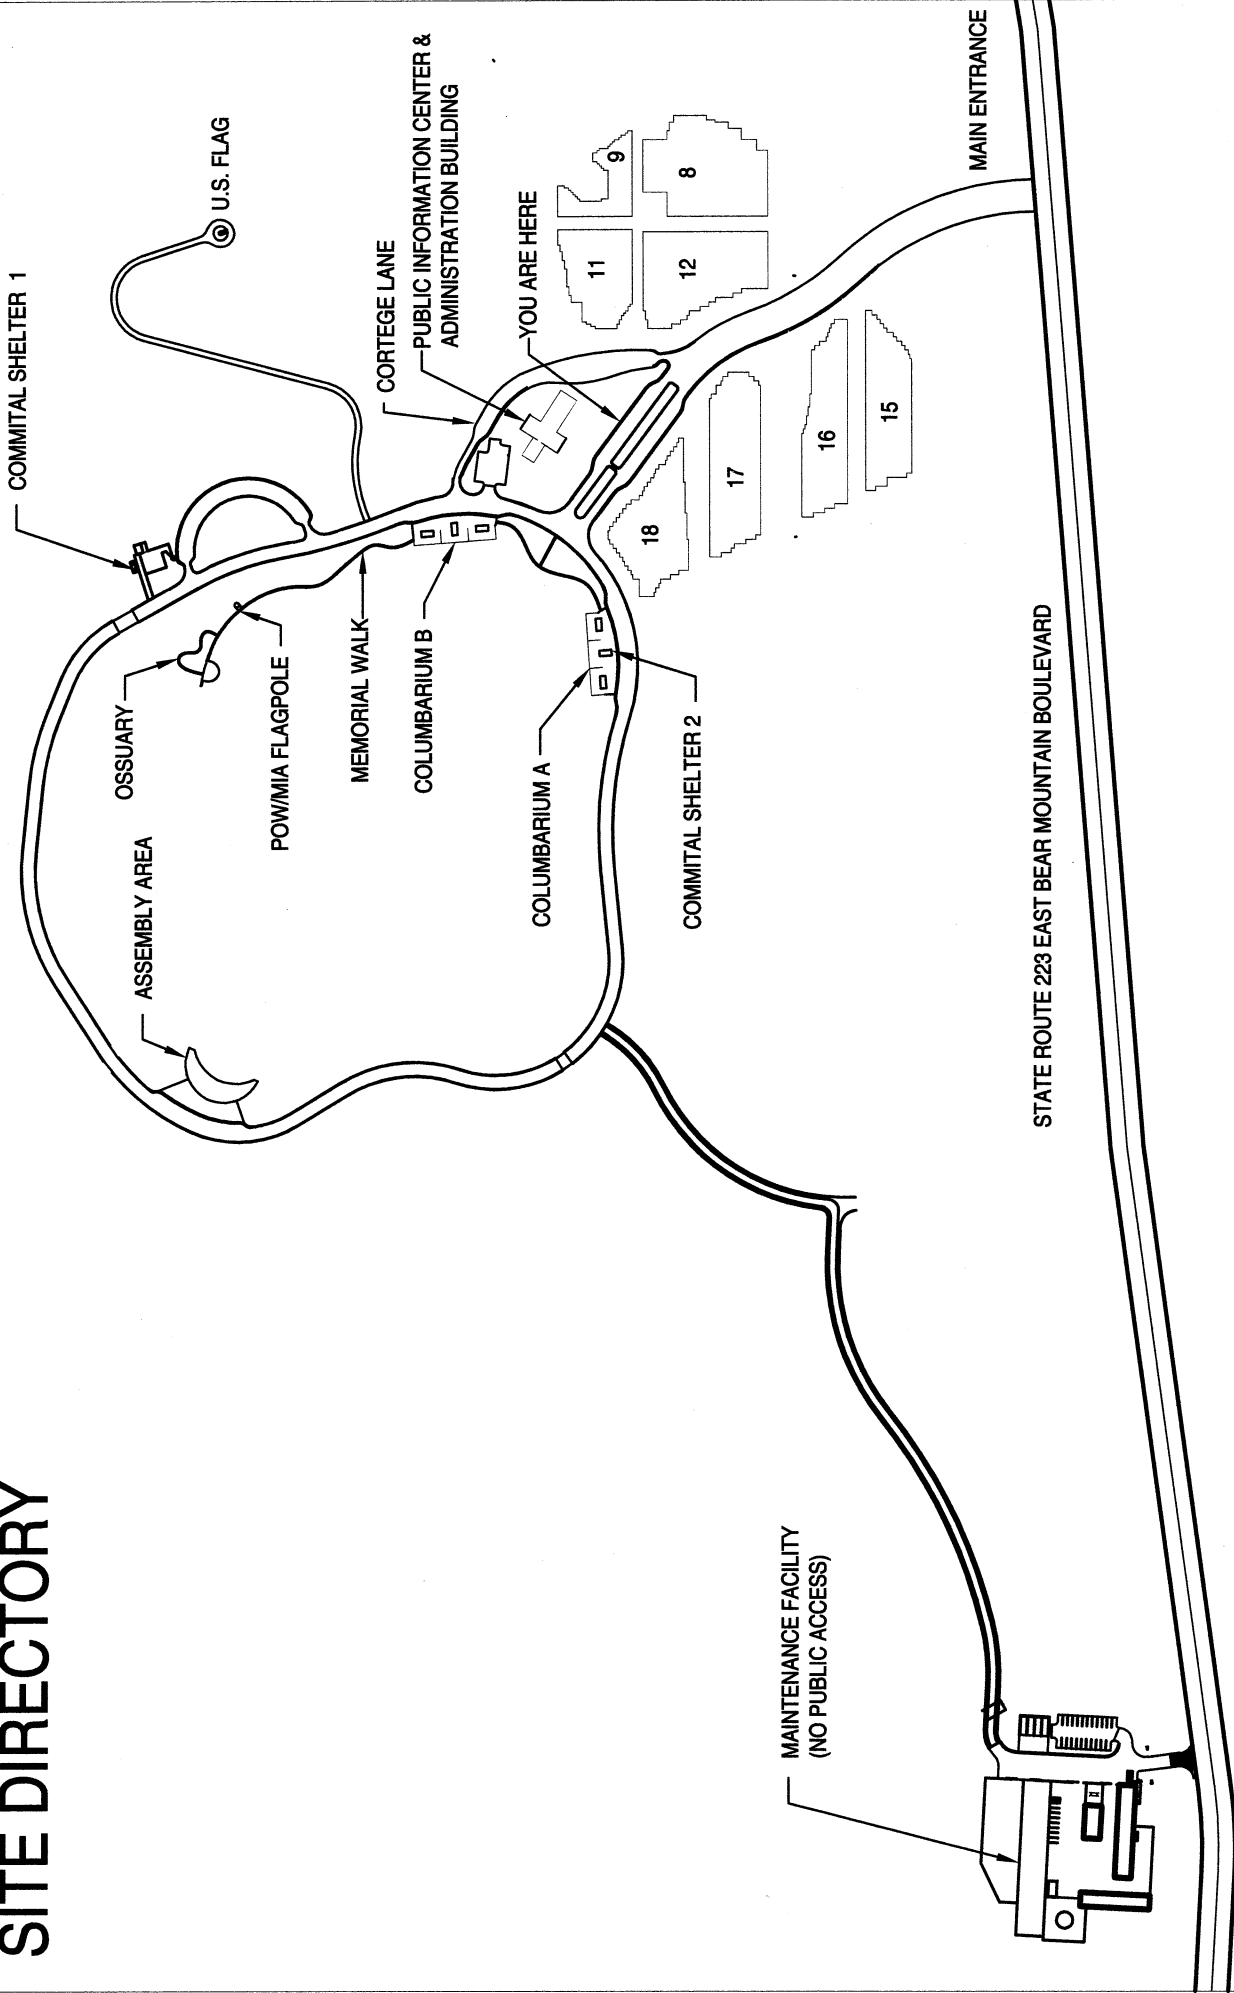 SITE DIRECTORY
COMMITAL SHELTER 1
U.S. FLAG
OSSUARY
ASSEMBLY AREA
POW/MIA FLAGPOLE
MEMORIAL WALK
CORTEGE LANE
PUBLIC INFORMATION CENTER &
ADMINISTRATION BUILDING
COLUMBARIUM B
YOU ARE HERE
COLUMBARIUM A
COMMITAL SHELTER 2
9
8
11
12
18
17
16
15
MAIN ENTRANCE
STATE ROUTE 223 EAST BEAR MOUNTAIN BOULEVARD
MAINTENANCE FACILITY
(NO PUBLIC ACCESS)